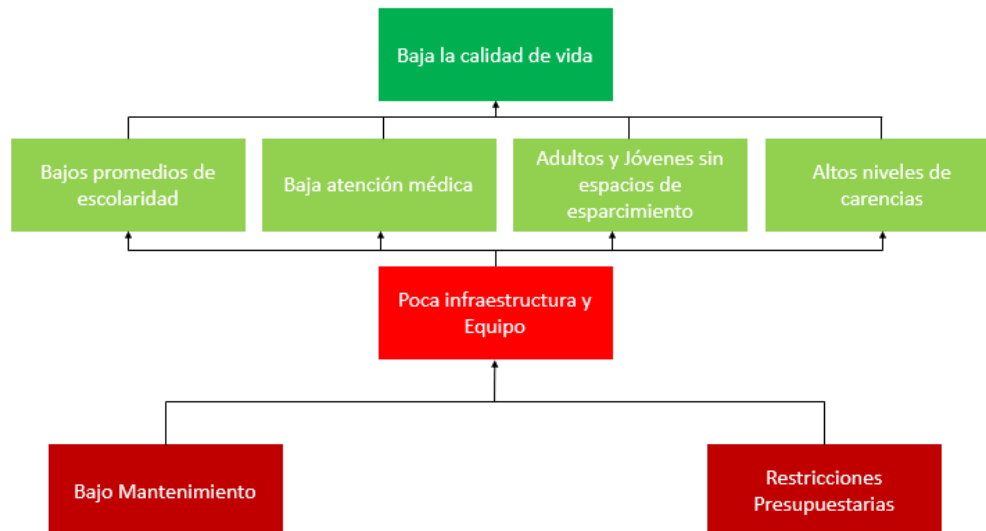 Baja la calidad de vida
Bajos promedios de
escolaridad
Baja atención médica
Adultos y Jóvenes sin
espacios de
esparcimiento
Altos niveles de
carencias
Poca infraestructura y
Equipo
Bajo Mantenimiento
Restricciones
Presupuestarias